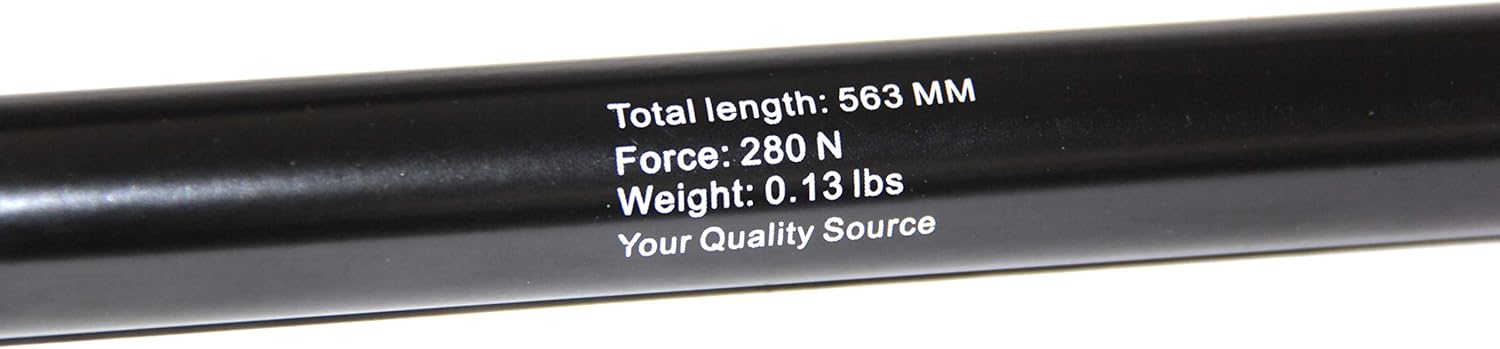 Total length: 563 MM
Force: 280 N
Weight: 0.13 lbs
Your Quality Source